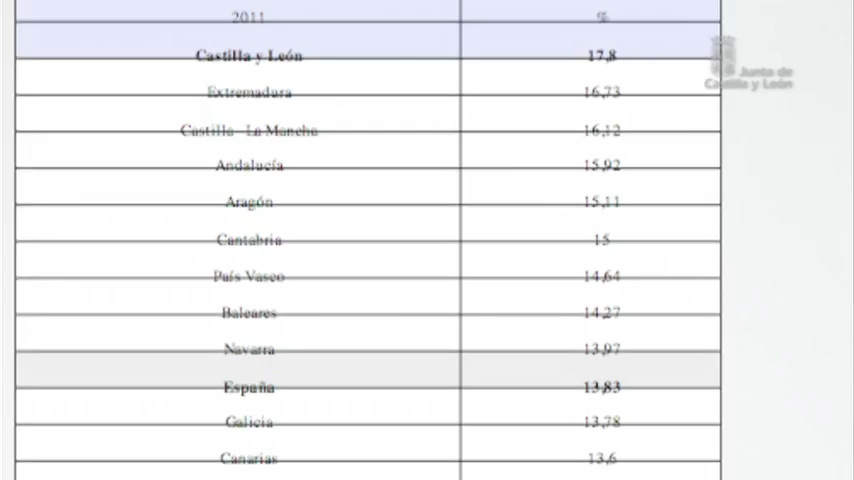 2011 %
Castilla y León 17,8
Extremadura 16,73
Castilla - La Mancha 16,12
Andalucía 15,92
Aragón 15,11
Cantabria 15
País Vasco 14,64
Baleares 14,27
Navarra 13,97
España 13,83
Galicia 13,78
Canarias 13,6
Junta de
Castilla y León